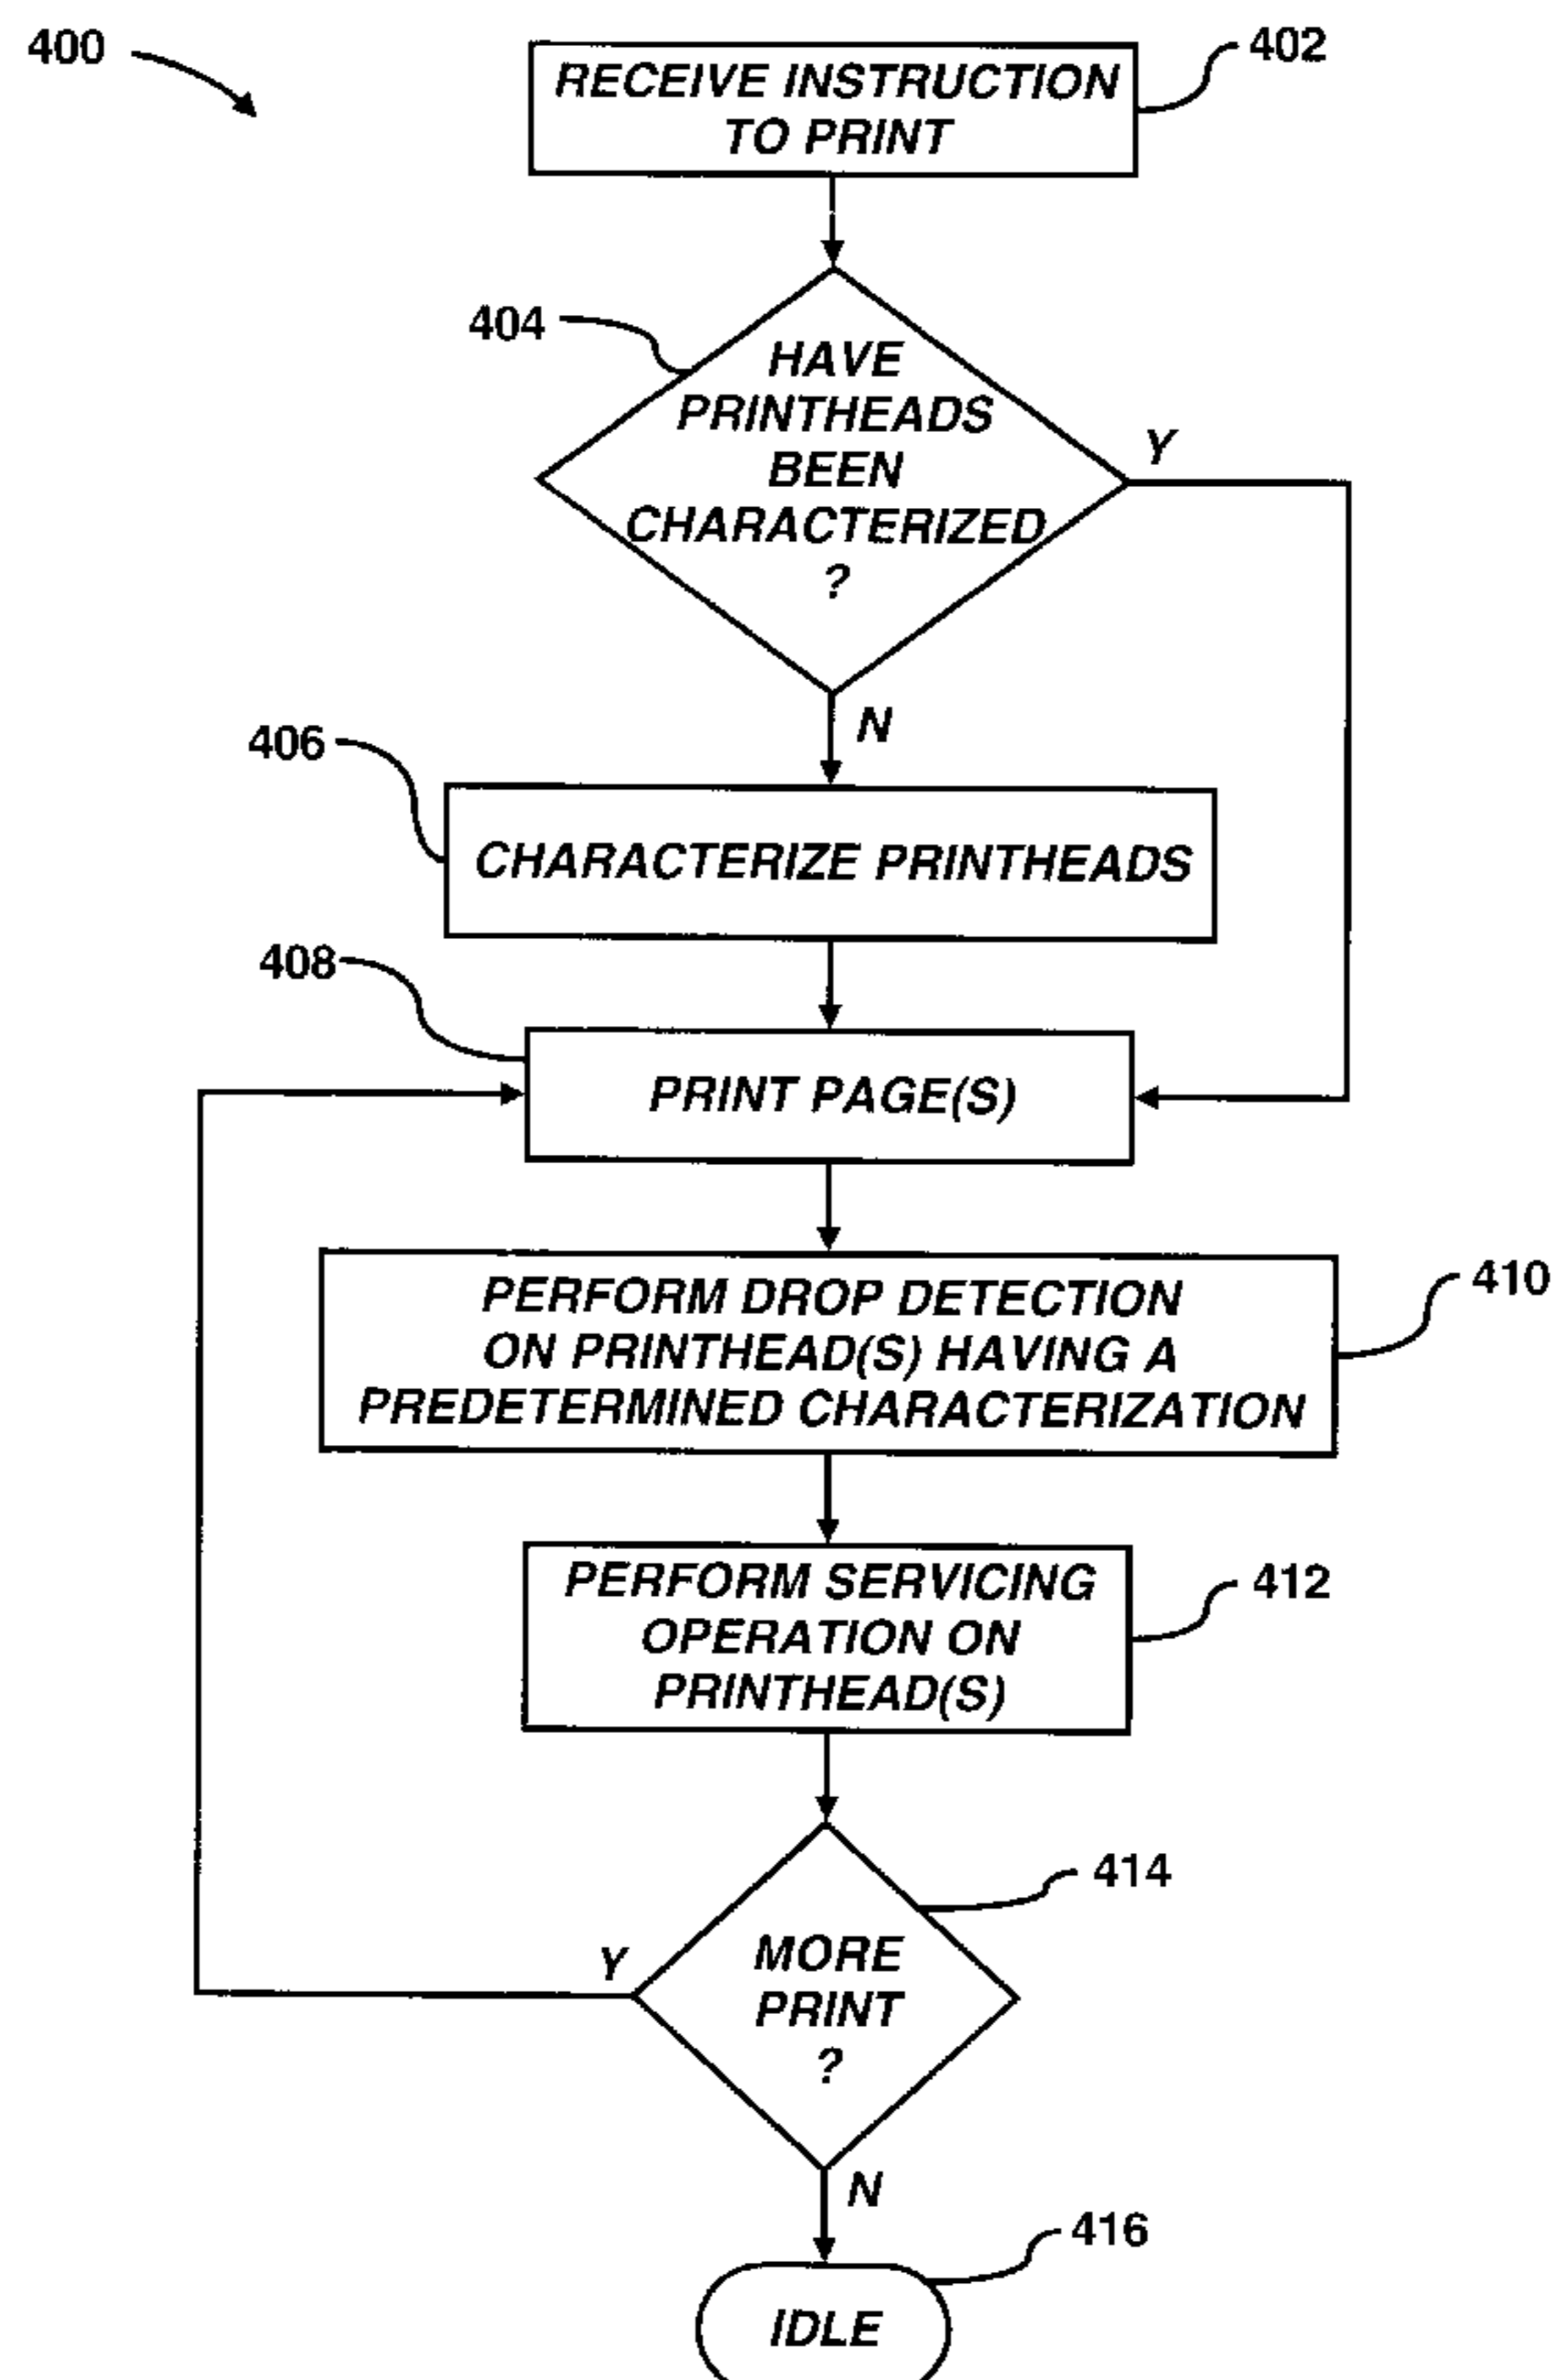 400
402
RECEIVE INSTRUCTION
TO PRINT
404
HAVE
PRINTHEADS
BEEN
CHARACTERIZED
?
Y
N
406
CHARACTERIZE PRINTHEADS
408
PRINT PAGE(S)
410
PERFORM DROP DETECTION
ON PRINTHEAD(S) HAVING A
PREDETERMINED CHARACTERIZATION
412
PERFORM SERVICING
OPERATION ON
PRINTHEAD(S)
414
MORE
PRINT
?
Y
N
416
IDLE